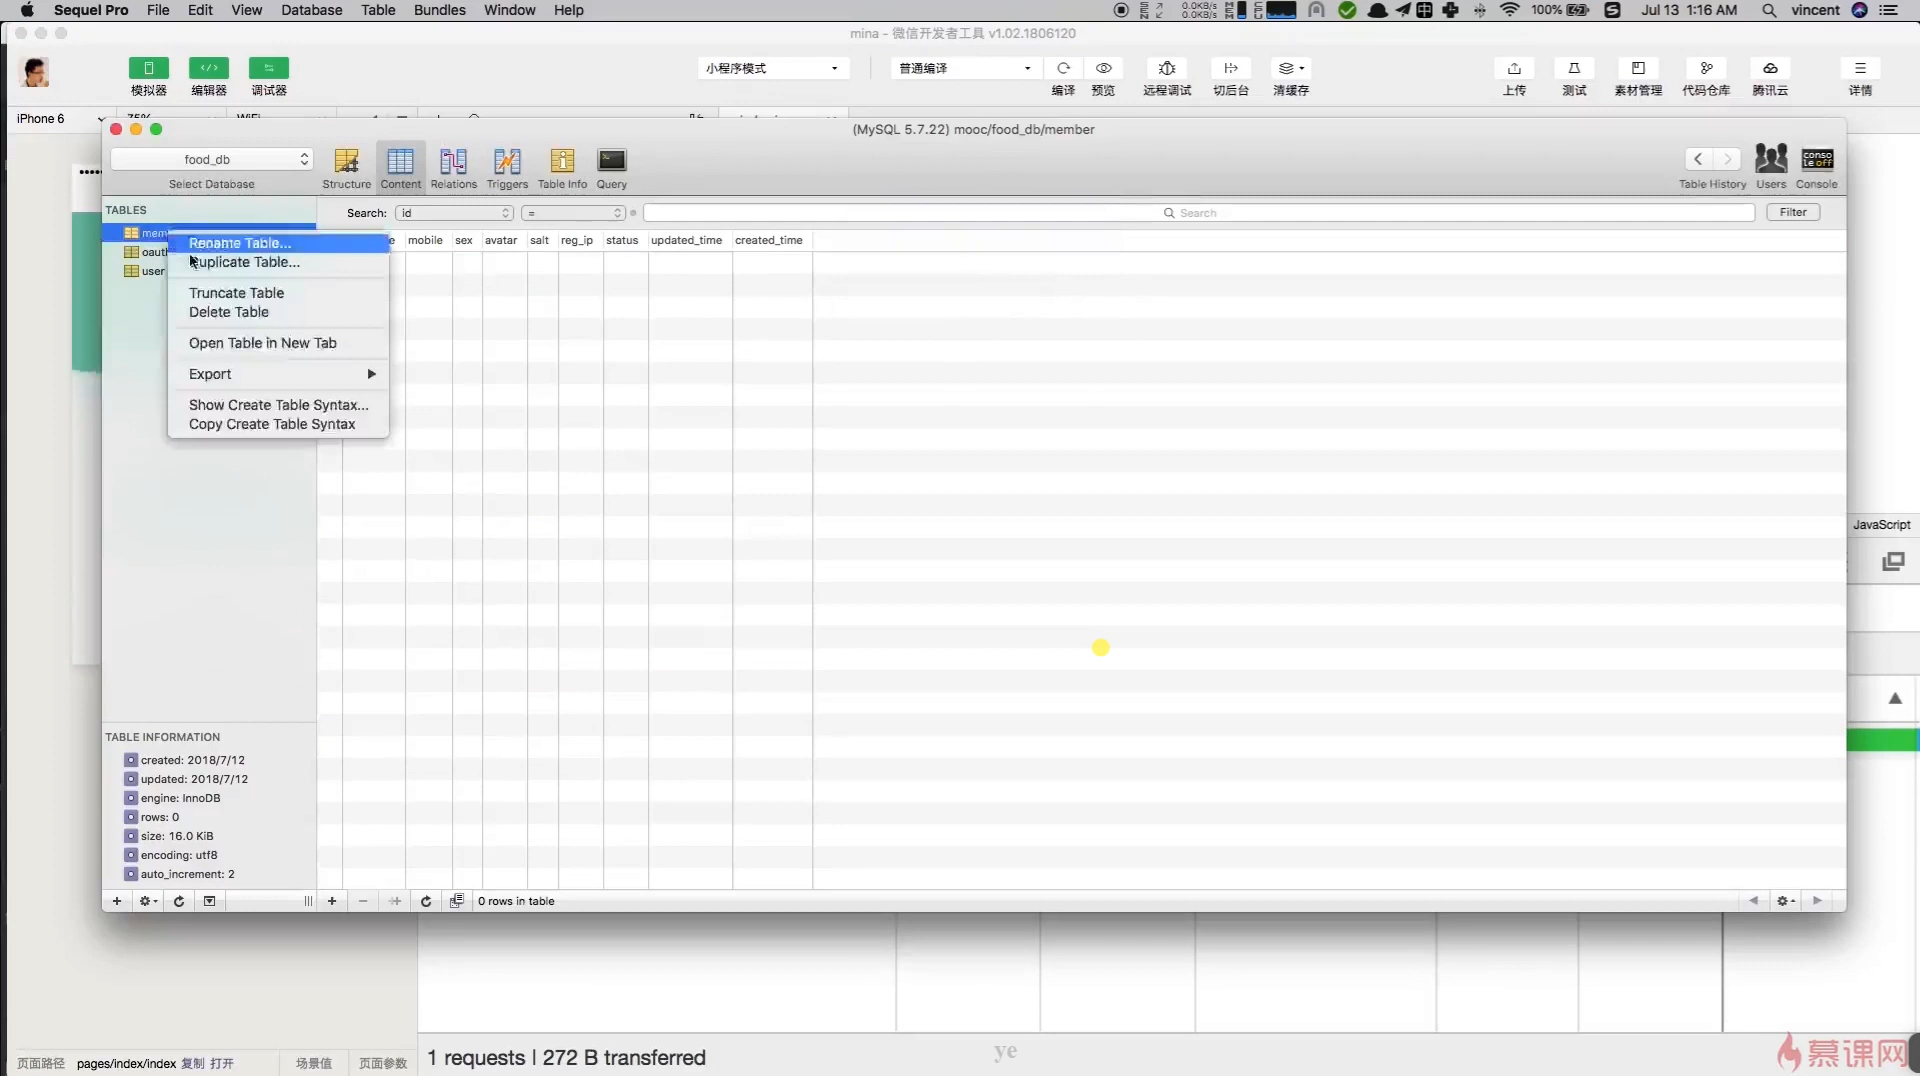 Sequel Pro File Edit View Database Table Bundles Window Help
0.0KB/s
0.0KB/s
100% Jul 13 1:16 AM vincent
mina - 微信开发者工具 v1.02.1806120
模拟器 编辑器 调试器
小程序模式 普通编译
编译 预览 远程调试 切后台 清缓存
上传 测试 素材管理 代码仓库 腾讯云 详情
iPhone 6
(MySQL 5.7.22) mooc/food_db/member
food_db
Select Database
Structure Content Relations Triggers Table Info Query
Table History Users Console
TABLES
Search: id = Search Filter
mem
oauth
user
mobile sex avatar salt reg_ip status updated_time created_time
Rename Table...
Duplicate Table...
Truncate Table
Delete Table
Open Table in New Tab
Export
Show Create Table Syntax...
Copy Create Table Syntax
JavaScript
TABLE INFORMATION
created: 2018/7/12
updated: 2018/7/12
engine: InnoDB
rows: 0
size: 16.0 KiB
encoding: utf8
auto_increment: 2
0 rows in table
页面路径 pages/index/index 复制 打开 场景值 页面参数
1 requests | 272 B transferred
ye
慕课网